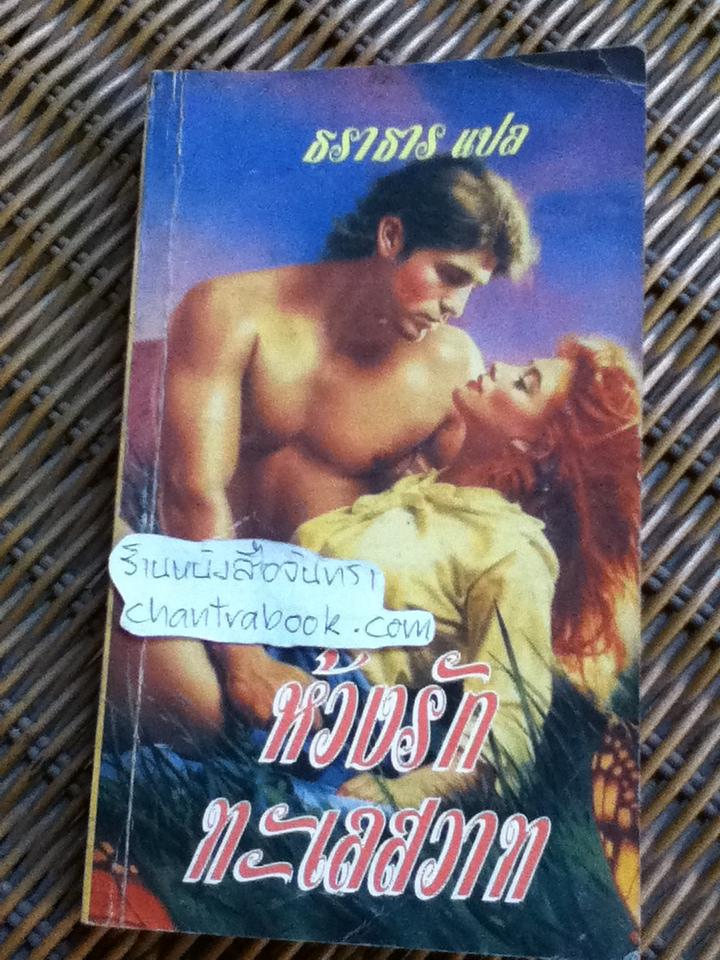 ธราธาร แปล
ร้านหนังสือจันทรา
chantrabook.com
ห้วงรัก
ทะเลสวาท